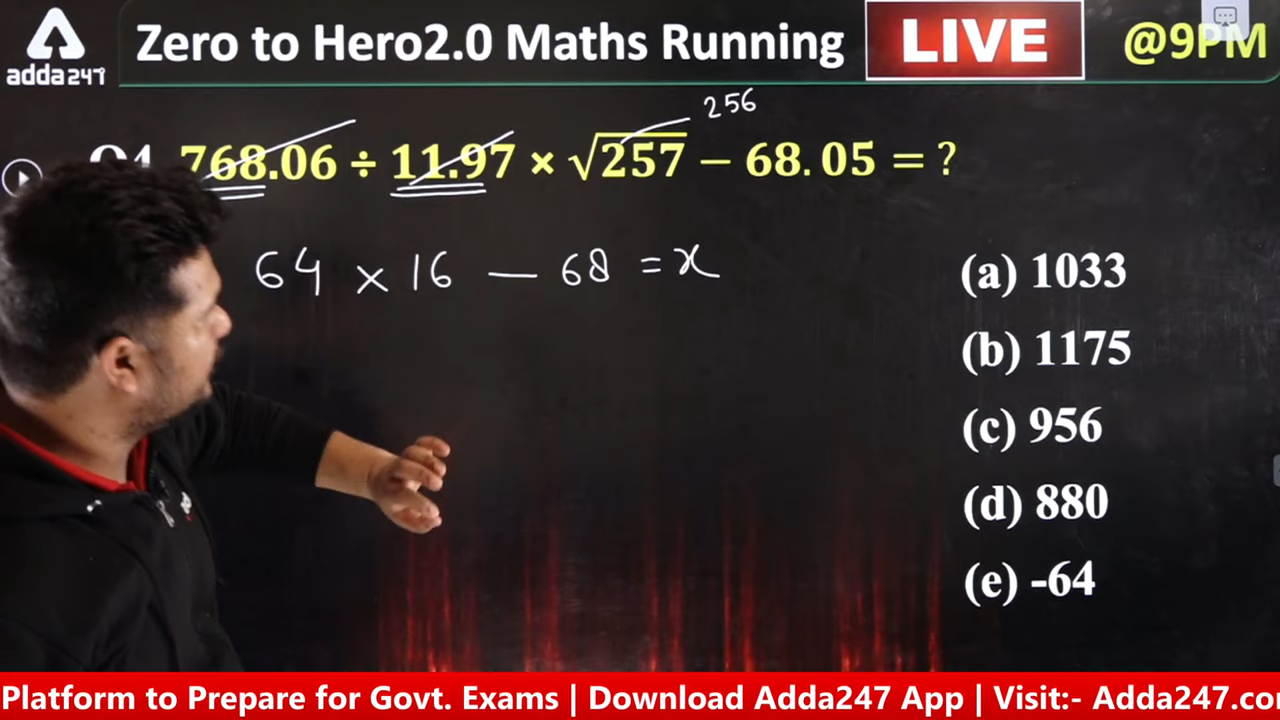 adda247
Zero to Hero2.0 Maths Running LIVE @9PM
256
768.06 ÷ 11.97 × √257 − 68.05 = ?
64 × 16 — 68 = x
(a) 1033
(b) 1175
(c) 956
(d) 880
(e) -64
Platform to Prepare for Govt. Exams | Download Adda247 App | Visit:- Adda247.co